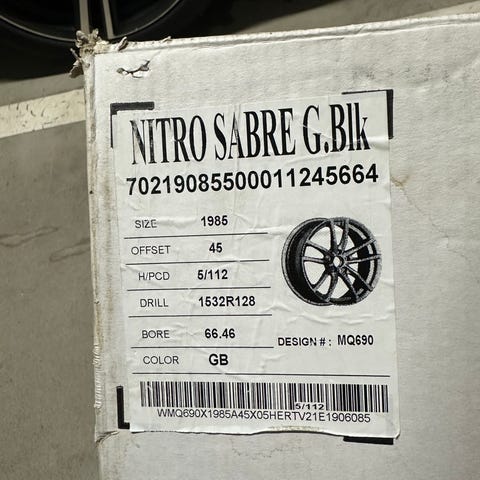 NITRO SABRE G.Blk
70219085500011245664
SIZE 1985
OFFSET 45
H/PCD 5/112
DRILL 1532R128
BORE 66.46
DESIGN # : MQ690
COLOR GB
5/112
WMQ690X1985A45X05HERTV21E1906085